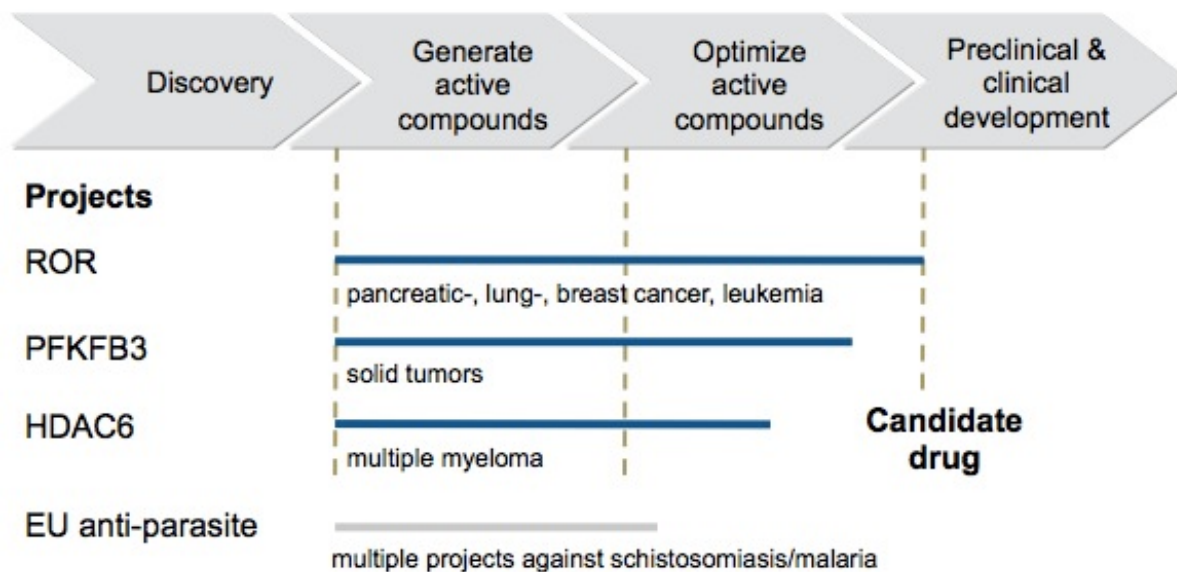 Discovery
Generate
active
compounds
Optimize
active
compounds
Preclinical &
clinical
development
Projects
ROR
pancreatic-, lung-, breast cancer, leukemia
PFKFB3
solid tumors
HDAC6
multiple myeloma
Candidate
drug
EU anti-parasite
multiple projects against schistosomiasis/malaria